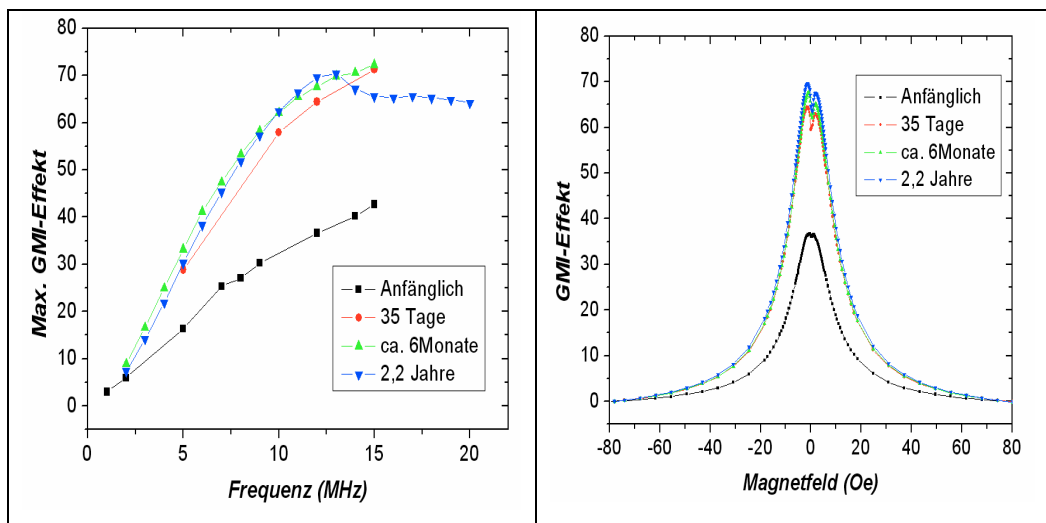 80
70
60
50
40
30
20
10
0
Max. GMI-Effekt
Anfänglich
35 Tage
ca. 6Monate
2,2 Jahre
0 5 10 15 20
Frequenz (MHz)
80
70
60
50
40
30
20
10
0
GMI-Effekt
Anfänglich
35 Tage
ca. 6Monate
2,2 Jahre
-80 -60 -40 -20 0 20 40 60 80
Magnetfeld (Oe)